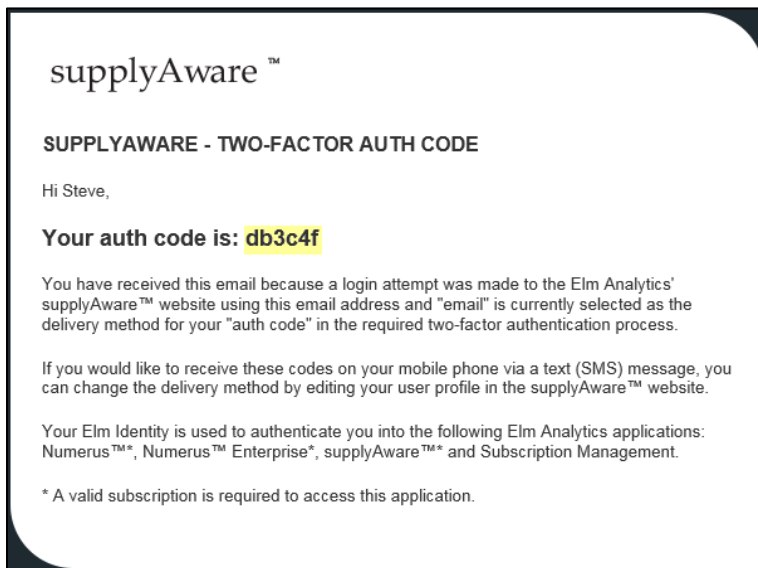 supplyAware ™
SUPPLYAWARE - TWO-FACTOR AUTH CODE
Hi Steve,
Your auth code is: db3c4f
You have received this email because a login attempt was made to the Elm Analytics'
supplyAware™ website using this email address and "email" is currently selected as the
delivery method for your "auth code" in the required two-factor authentication process.
If you would like to receive these codes on your mobile phone via a text (SMS) message, you
can change the delivery method by editing your user profile in the supplyAware™ website.
Your Elm Identity is used to authenticate you into the following Elm Analytics applications:
Numerus™*, Numerus™ Enterprise*, supplyAware™* and Subscription Management.
* A valid subscription is required to access this application.